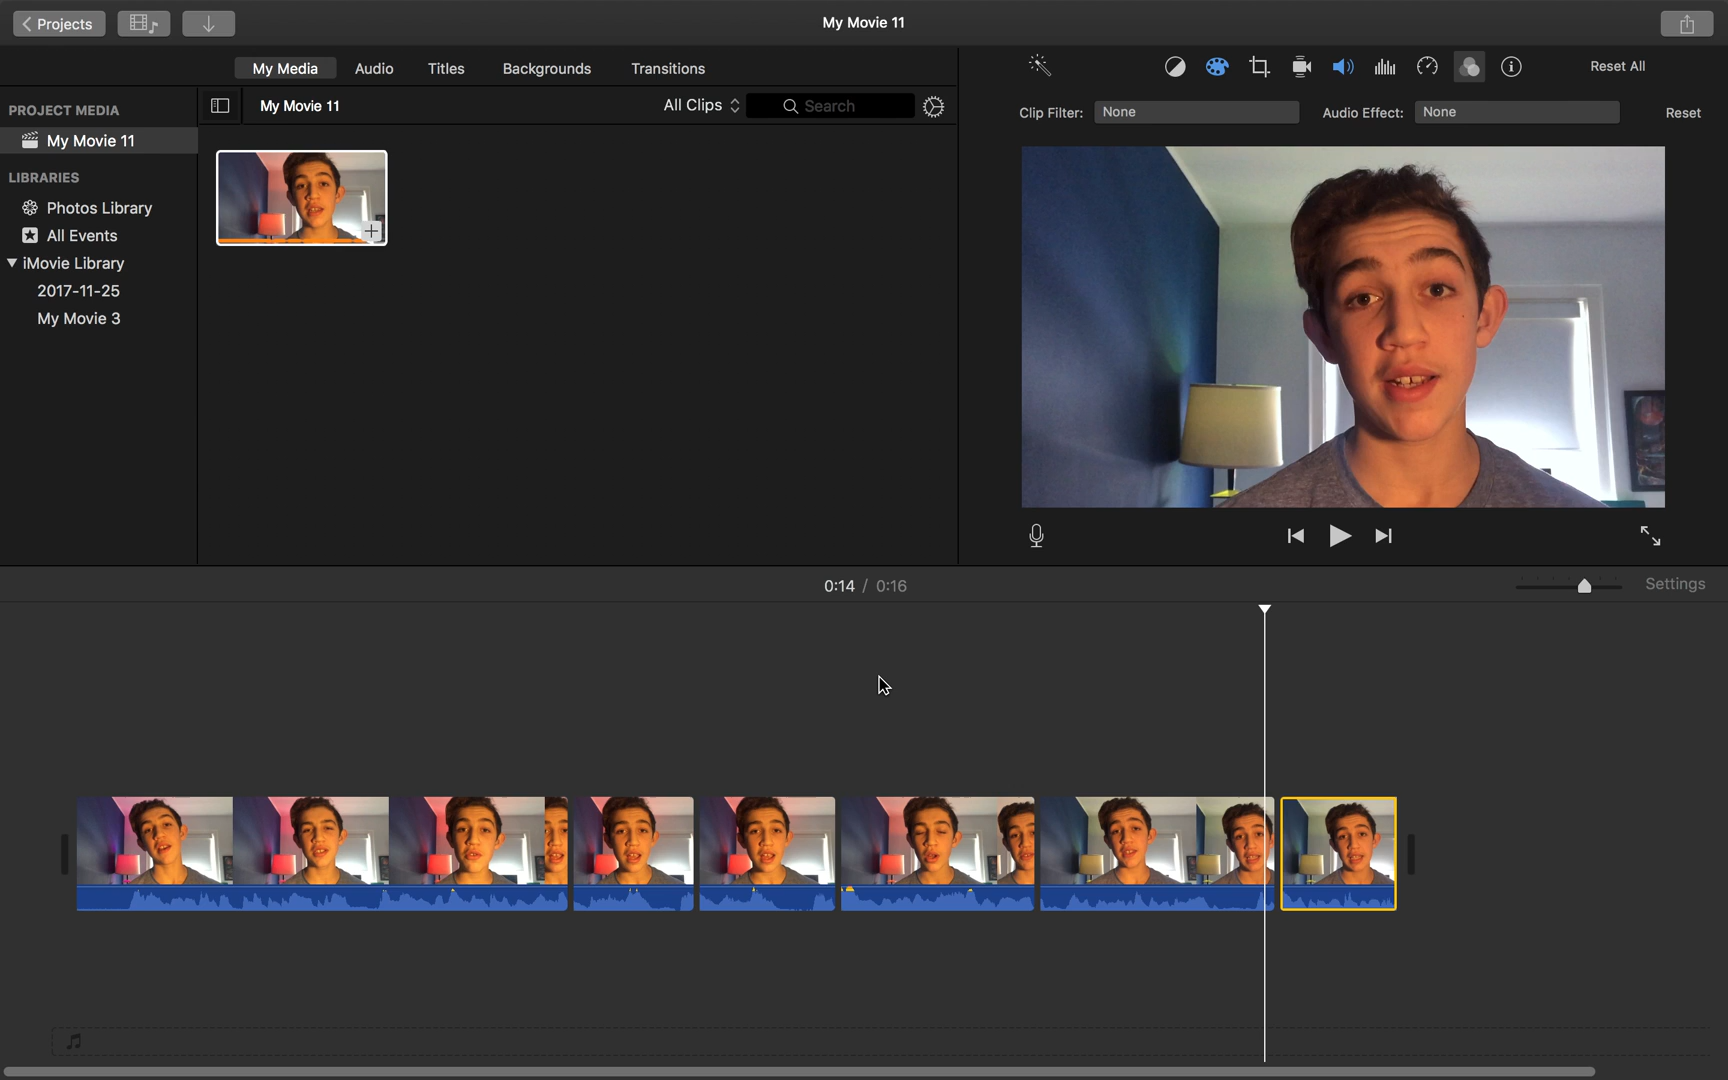 Projects
My Movie 11
My Media
Audio
Titles
Backgrounds
Transitions
Reset All
PROJECT MEDIA
My Movie 11
My Movie 11
All Clips
Search
Clip Filter:
None
Audio Effect:
None
Reset
LIBRARIES
Photos Library
All Events
iMovie Library
2017-11-25
My Movie 3
0:14 / 0:16
Settings